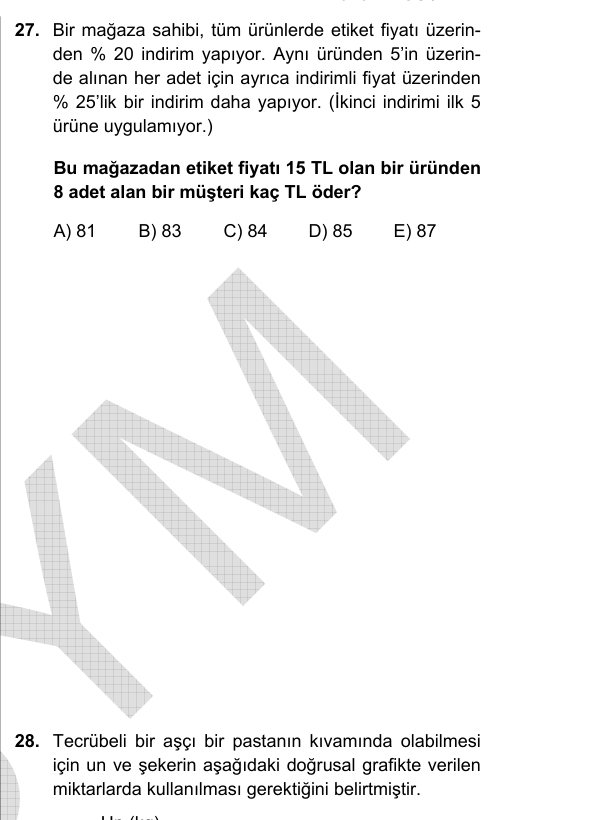 27. Bir mağaza sahibi, tüm ürünlerde etiket fiyatı üzerin-
den % 20 indirim yapıyor. Aynı üründen 5’in üzerin-
de alınan her adet için ayrıca indirimli fiyat üzerinden
% 25’lik bir indirim daha yapıyor. (İkinci indirimi ilk 5
ürüne uygulamıyor.)
Bu mağazadan etiket fiyatı 15 TL olan bir üründen
8 adet alan bir müşteri kaç TL öder?
A) 81 B) 83 C) 84 D) 85 E) 87
YM
28. Tecrübeli bir aşçı bir pastanın kıvamında olabilmesi
için un ve şekerin aşağıdaki doğrusal grafikte verilen
miktarlarda kullanılması gerektiğini belirtmiştir.